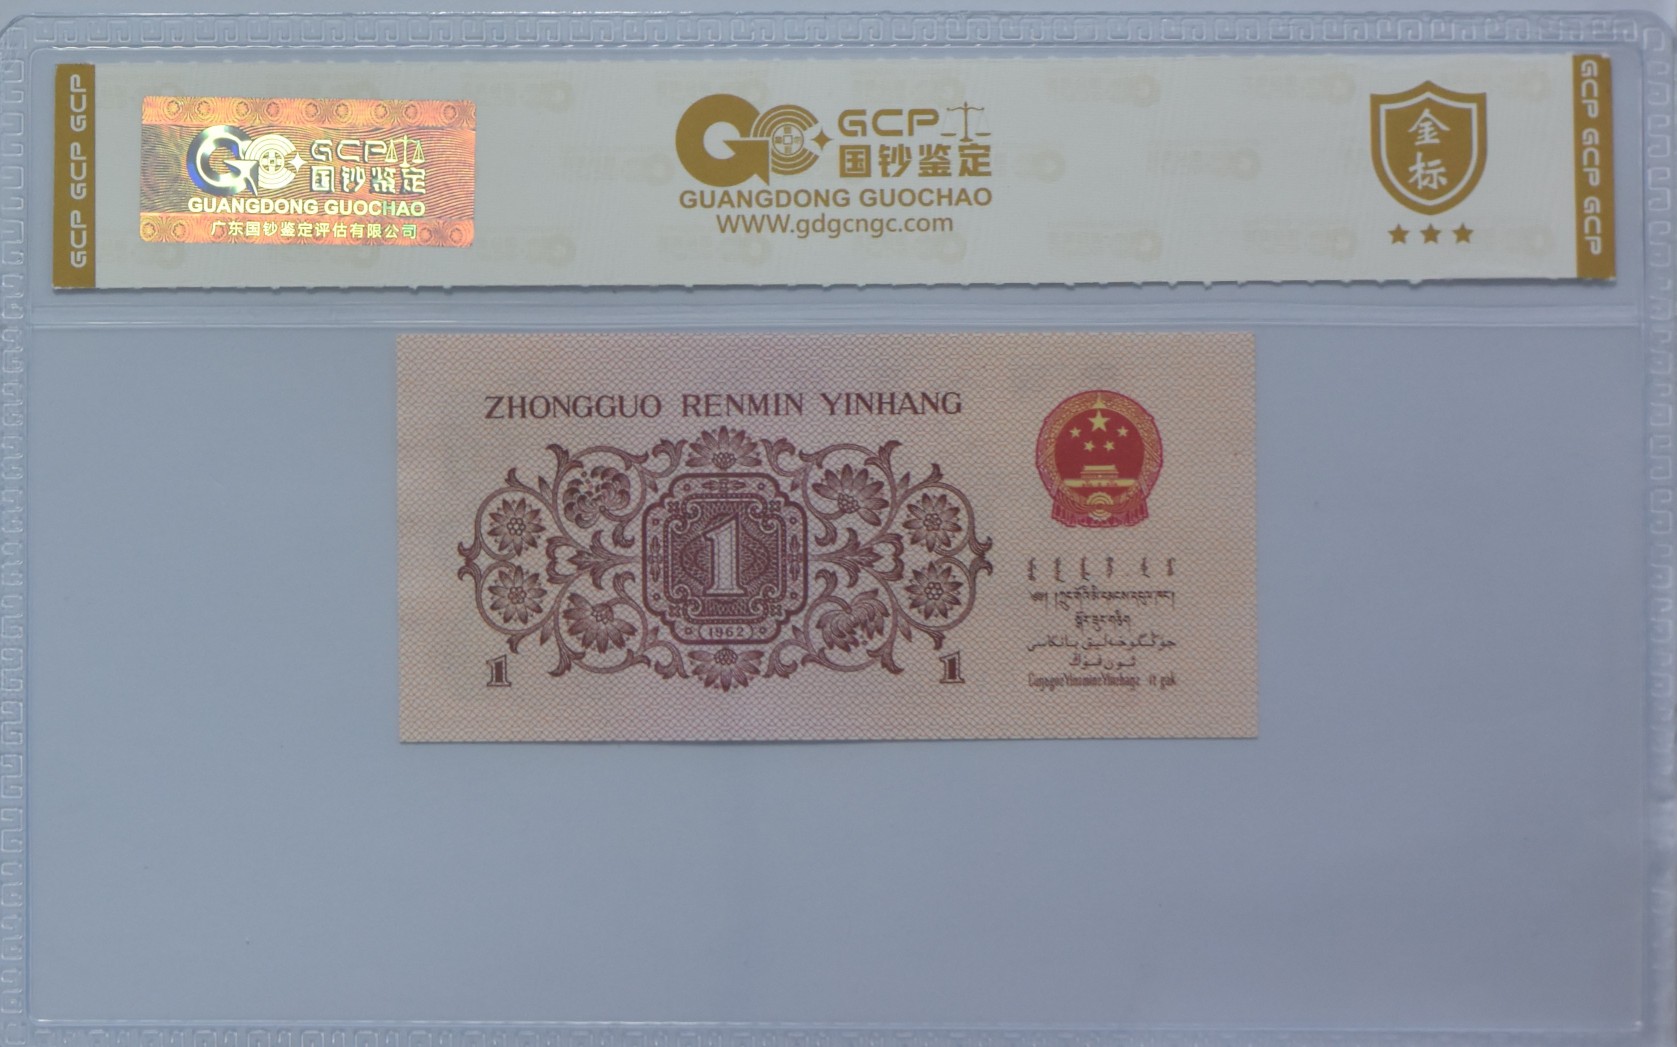 GCP GCP GCP
GCP
国钞鉴定
GUANGDONG GUOCHAO
广东国钞鉴定评估有限公司
GCP
国钞鉴定
GUANGDONG GUOCHAO
WWW.gdgcngc.com
金
标
GCP GCP GCP
ZHONGGUO RENMIN YINHANG
1
1962
1
1
جۇڭگوخەلىق بانكاسى